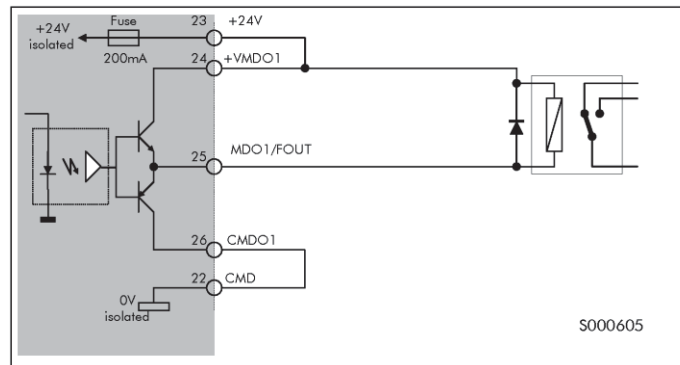 +24V
isolated
Fuse
200mA
23
+24V
24
+VMDO1
25
MDO1/FOUT
26
CMDO1
22
CMD
0V
isolated
S000605